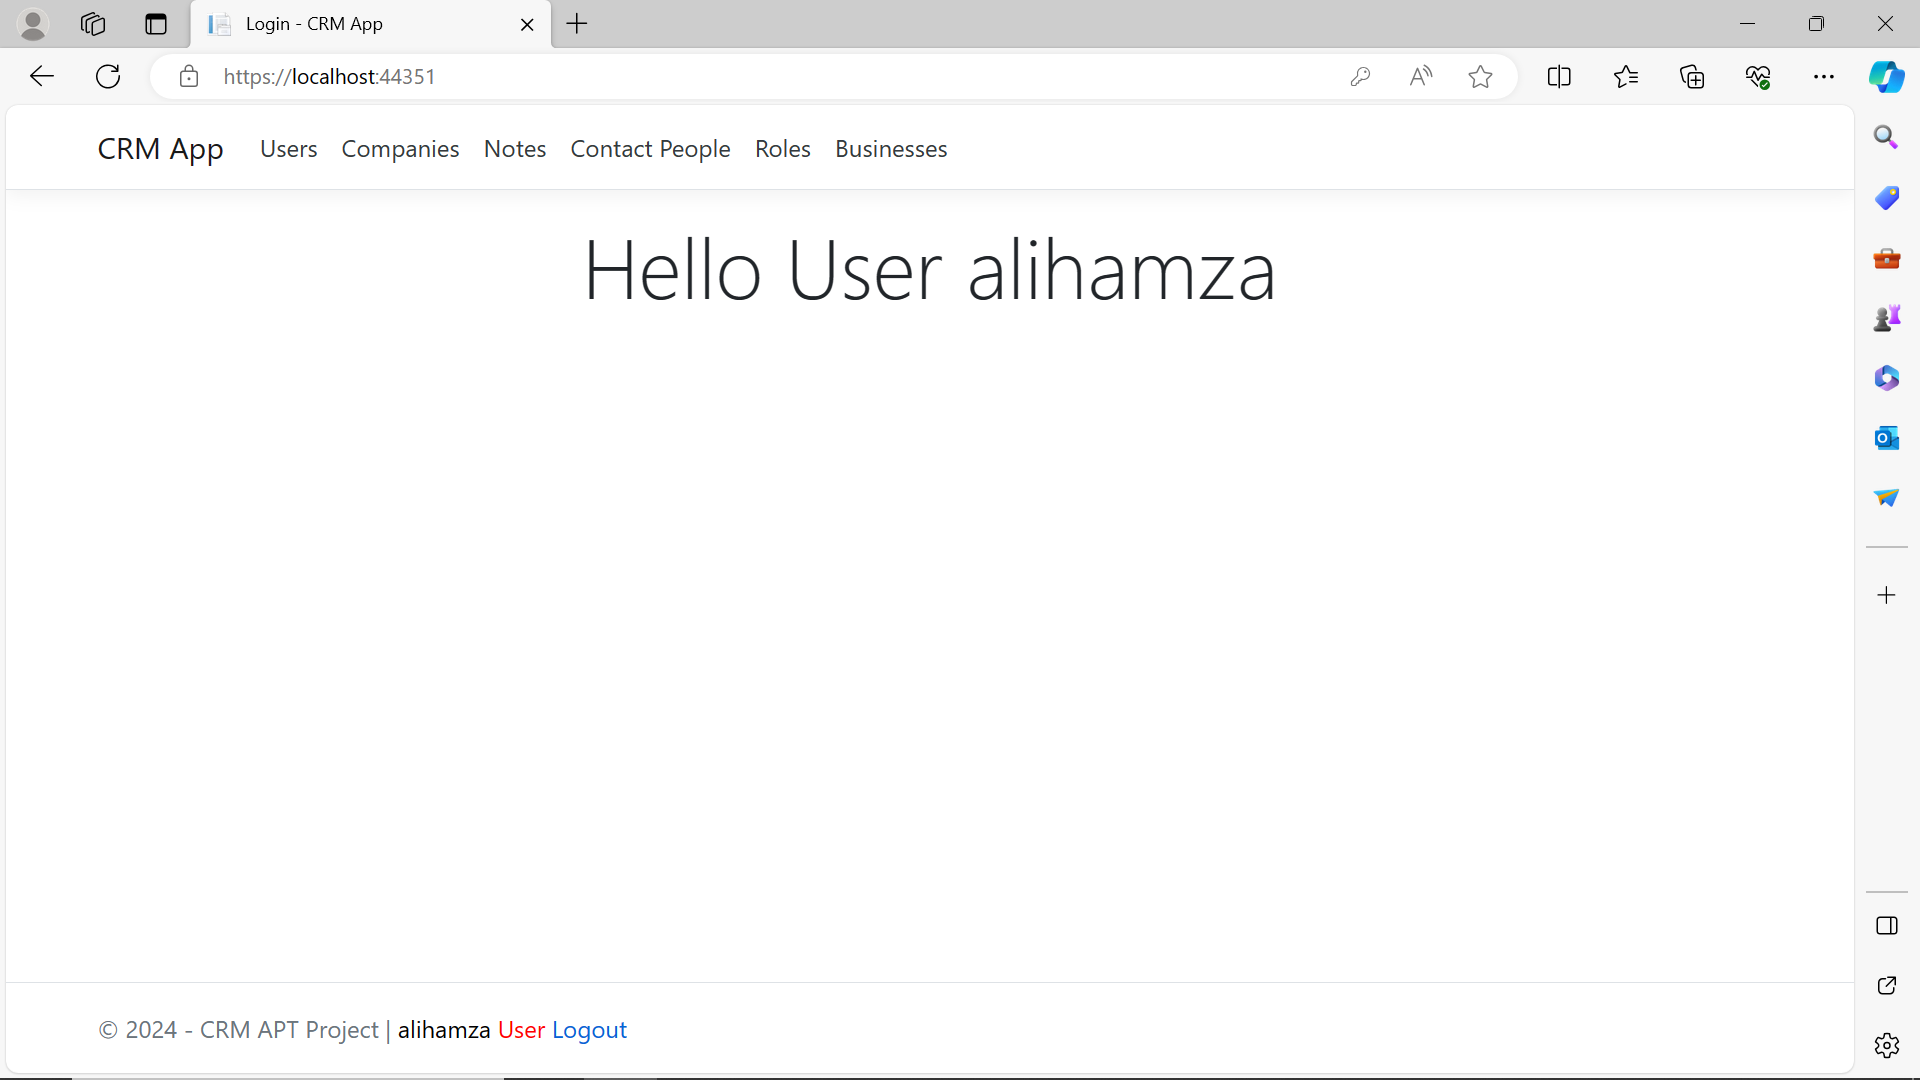 Login - CRM App
https://localhost:44351
CRM App Users Companies Notes Contact People Roles Businesses
Hello User alihamza
© 2024 - CRM APT Project | alihamza User Logout